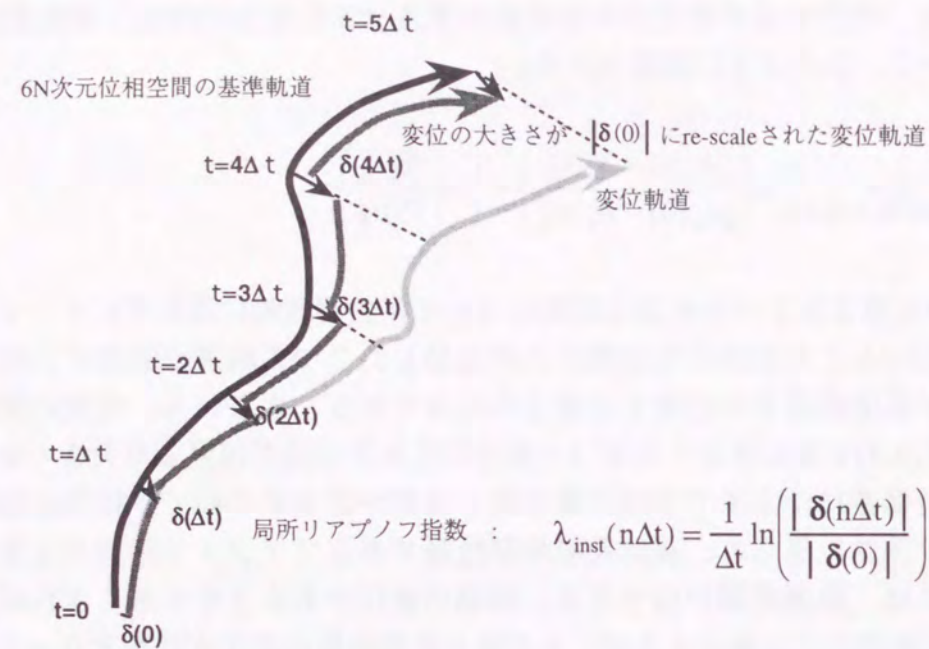 t=5Δt
6N次元位相空間の基準軌道
変位の大きさが |δ(0)| にre-scaleされた変位軌道
t=4Δt
δ(4Δt)
変位軌道
t=3Δt
δ(3Δt)
t=2Δt
δ(2Δt)
t=Δt
δ(Δt)
局所リアプノフ指数 : λinst(nΔt) = 1/Δt ln(|δ(nΔt)|/|δ(0)|)
t=0
δ(0)